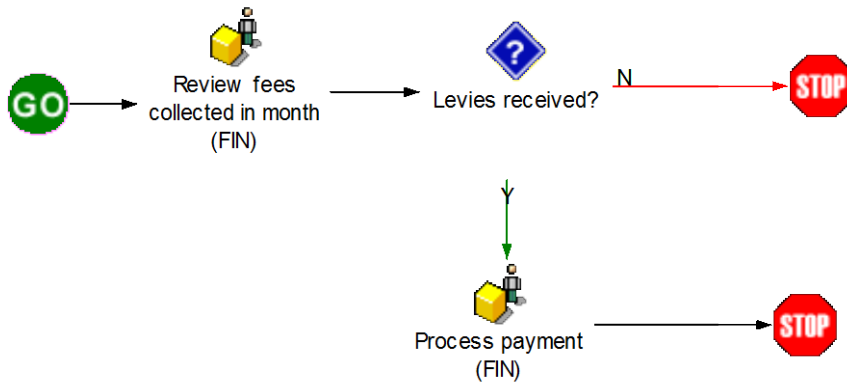 GO
Review fees
collected in month
(FIN)
?
Levies received?
N
STOP
Y
Process payment
(FIN)
STOP